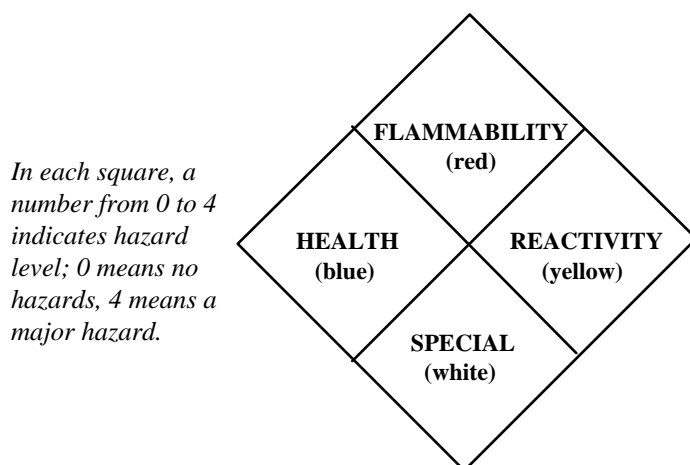 In each square, a
number from 0 to 4
indicates hazard
level; 0 means no
hazards, 4 means a
major hazard.
FLAMMABILITY
(red)
HEALTH
(blue)
REACTIVITY
(yellow)
SPECIAL
(white)